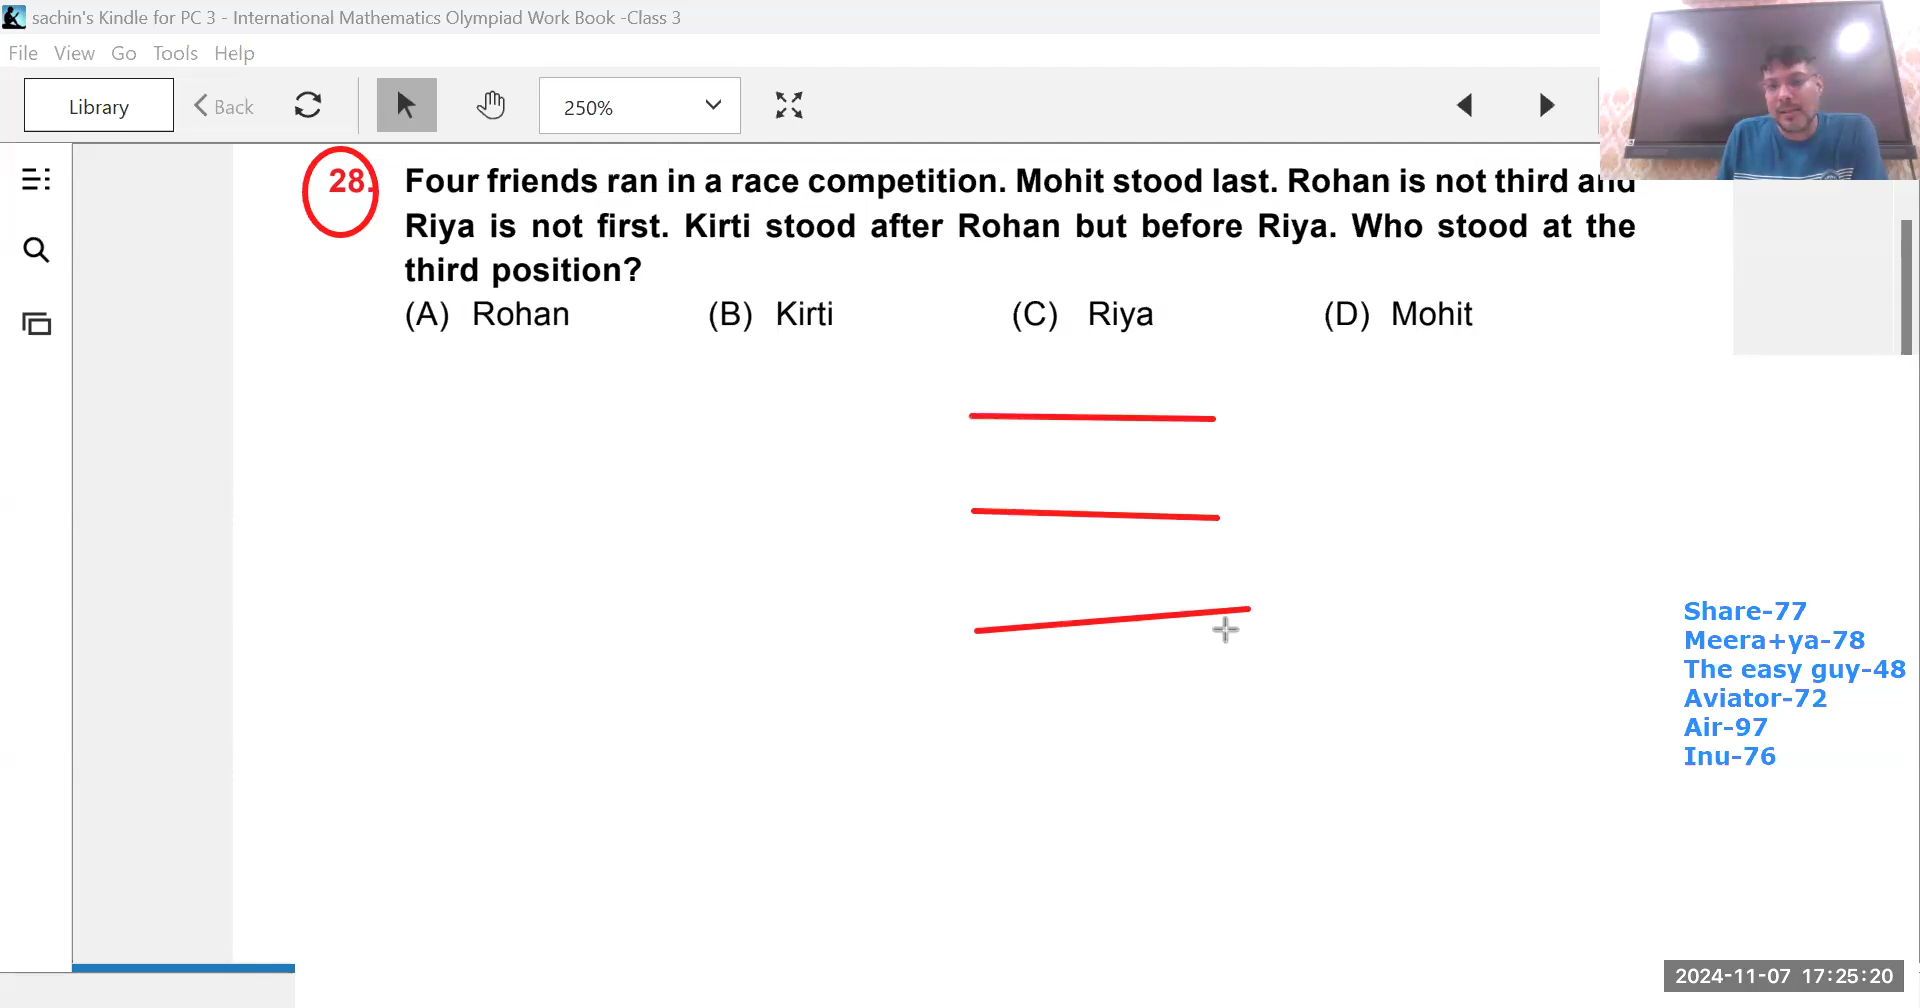 sachin's Kindle for PC 3 - International Mathematics Olympiad Work Book -Class 3
File View Go Tools Help
Library Back 250%
28. Four friends ran in a race competition. Mohit stood last. Rohan is not third and
Riya is not first. Kirti stood after Rohan but before Riya. Who stood at the
third position?
(A) Rohan (B) Kirti (C) Riya (D) Mohit
Share-77
Meera+ya-78
The easy guy-48
Aviator-72
Air-97
Inu-76
2024-11-07 17:25:20